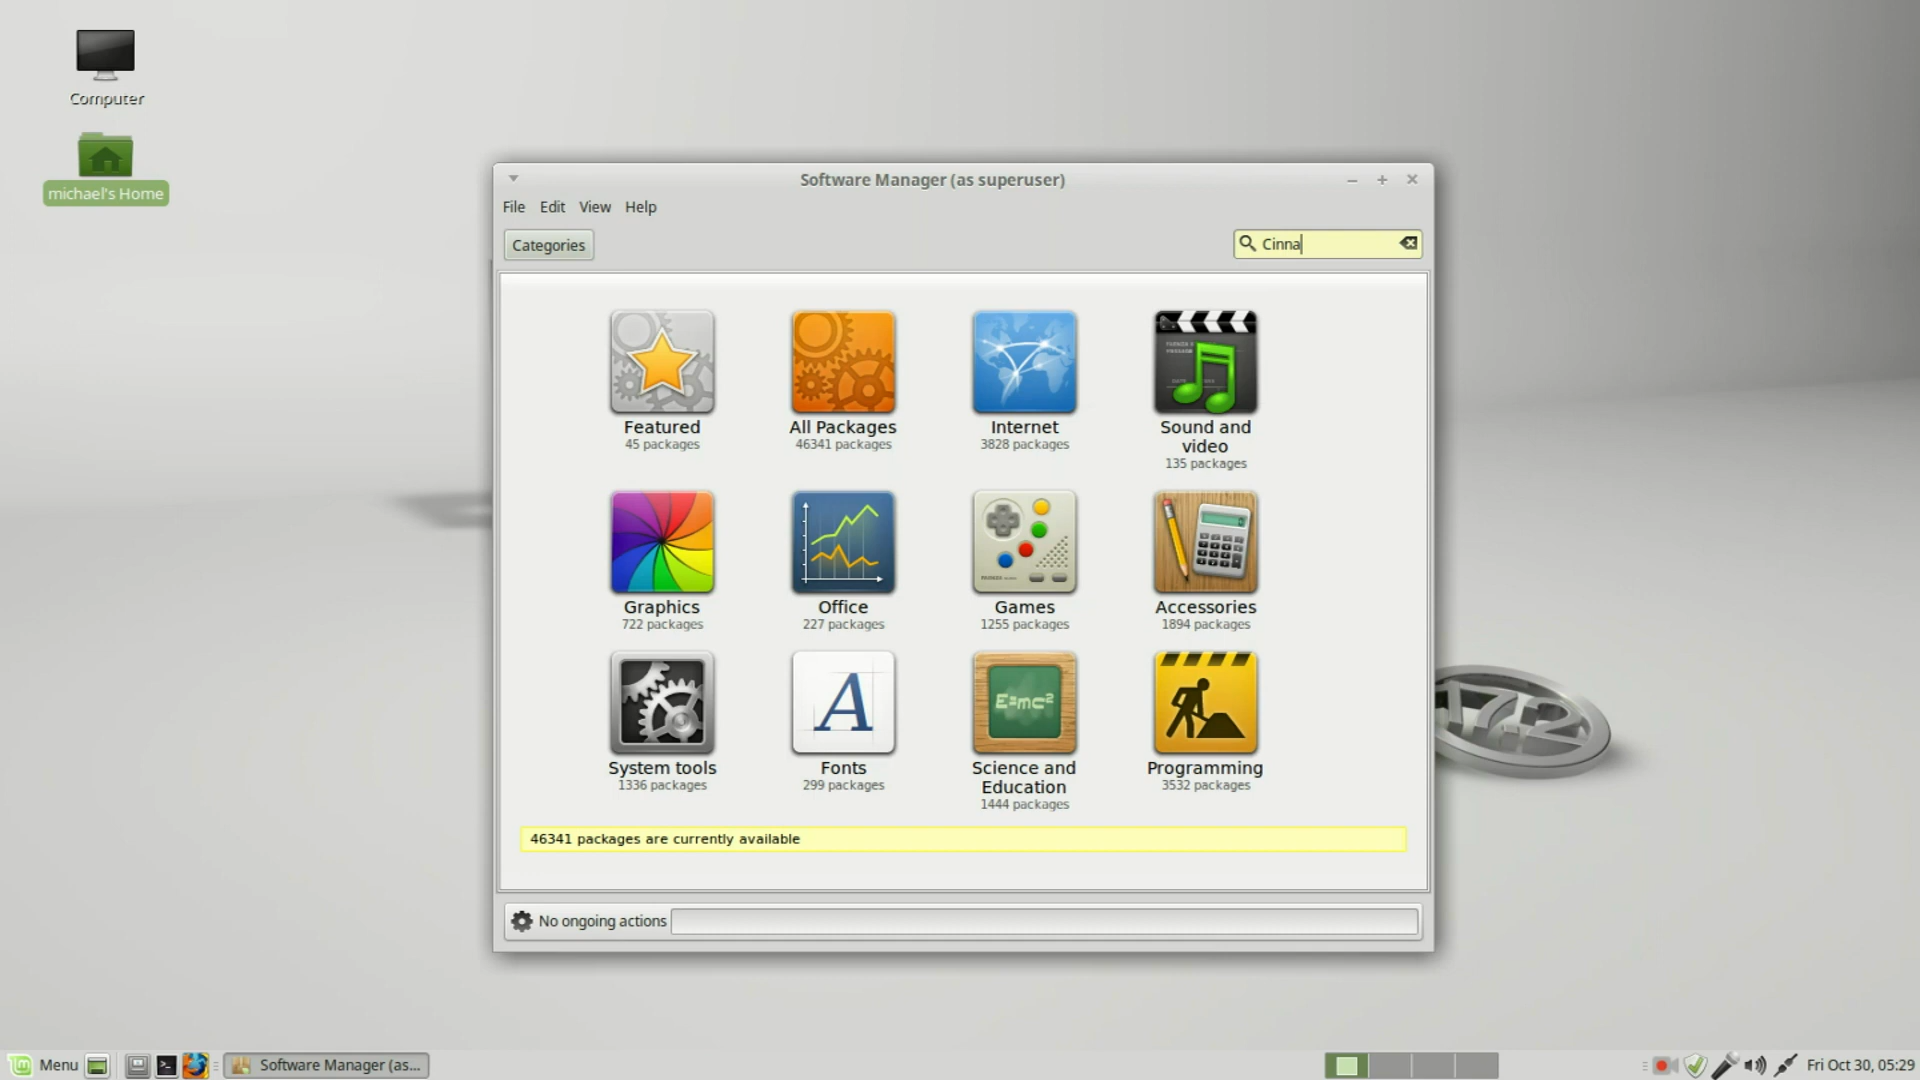 Computer
michael's Home
Software Manager (as superuser)
File Edit View Help
Categories
Cinna
Featured
45 packages
All Packages
46341 packages
Internet
3828 packages
Sound and
video
135 packages
Graphics
722 packages
Office
227 packages
Games
1255 packages
Accessories
1894 packages
E=mc²
System tools
1336 packages
A
Fonts
299 packages
Science and
Education
1444 packages
Programming
3532 packages
46341 packages are currently available
No ongoing actions
17.2
Menu
Software Manager (as...
Fri Oct 30, 05:29